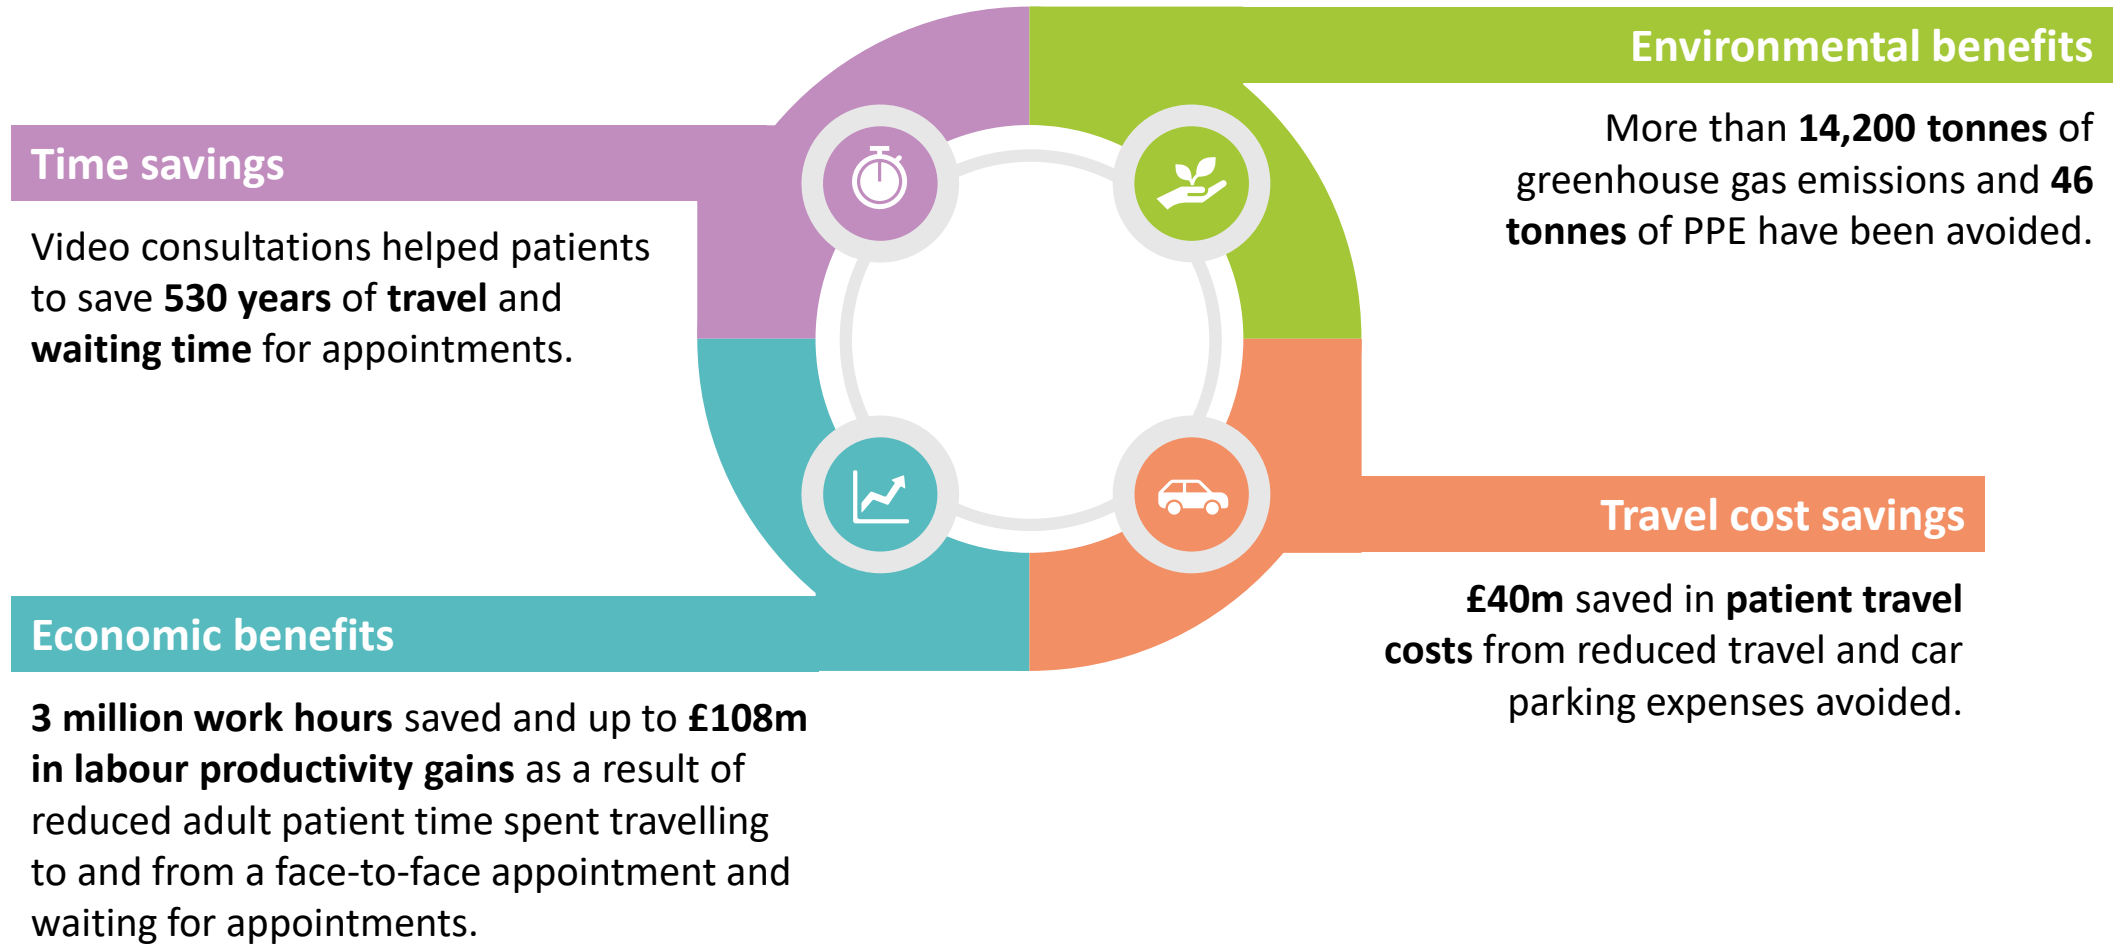 Time savings
Video consultations helped patients
to save 530 years of travel and
waiting time for appointments.
Environmental benefits
More than 14,200 tonnes of
greenhouse gas emissions and 46
tonnes of PPE have been avoided.
Economic benefits
3 million work hours saved and up to £108m
in labour productivity gains as a result of
reduced adult patient time spent travelling
to and from a face-to-face appointment and
waiting for appointments.
Travel cost savings
£40m saved in patient travel
costs from reduced travel and car
parking expenses avoided.